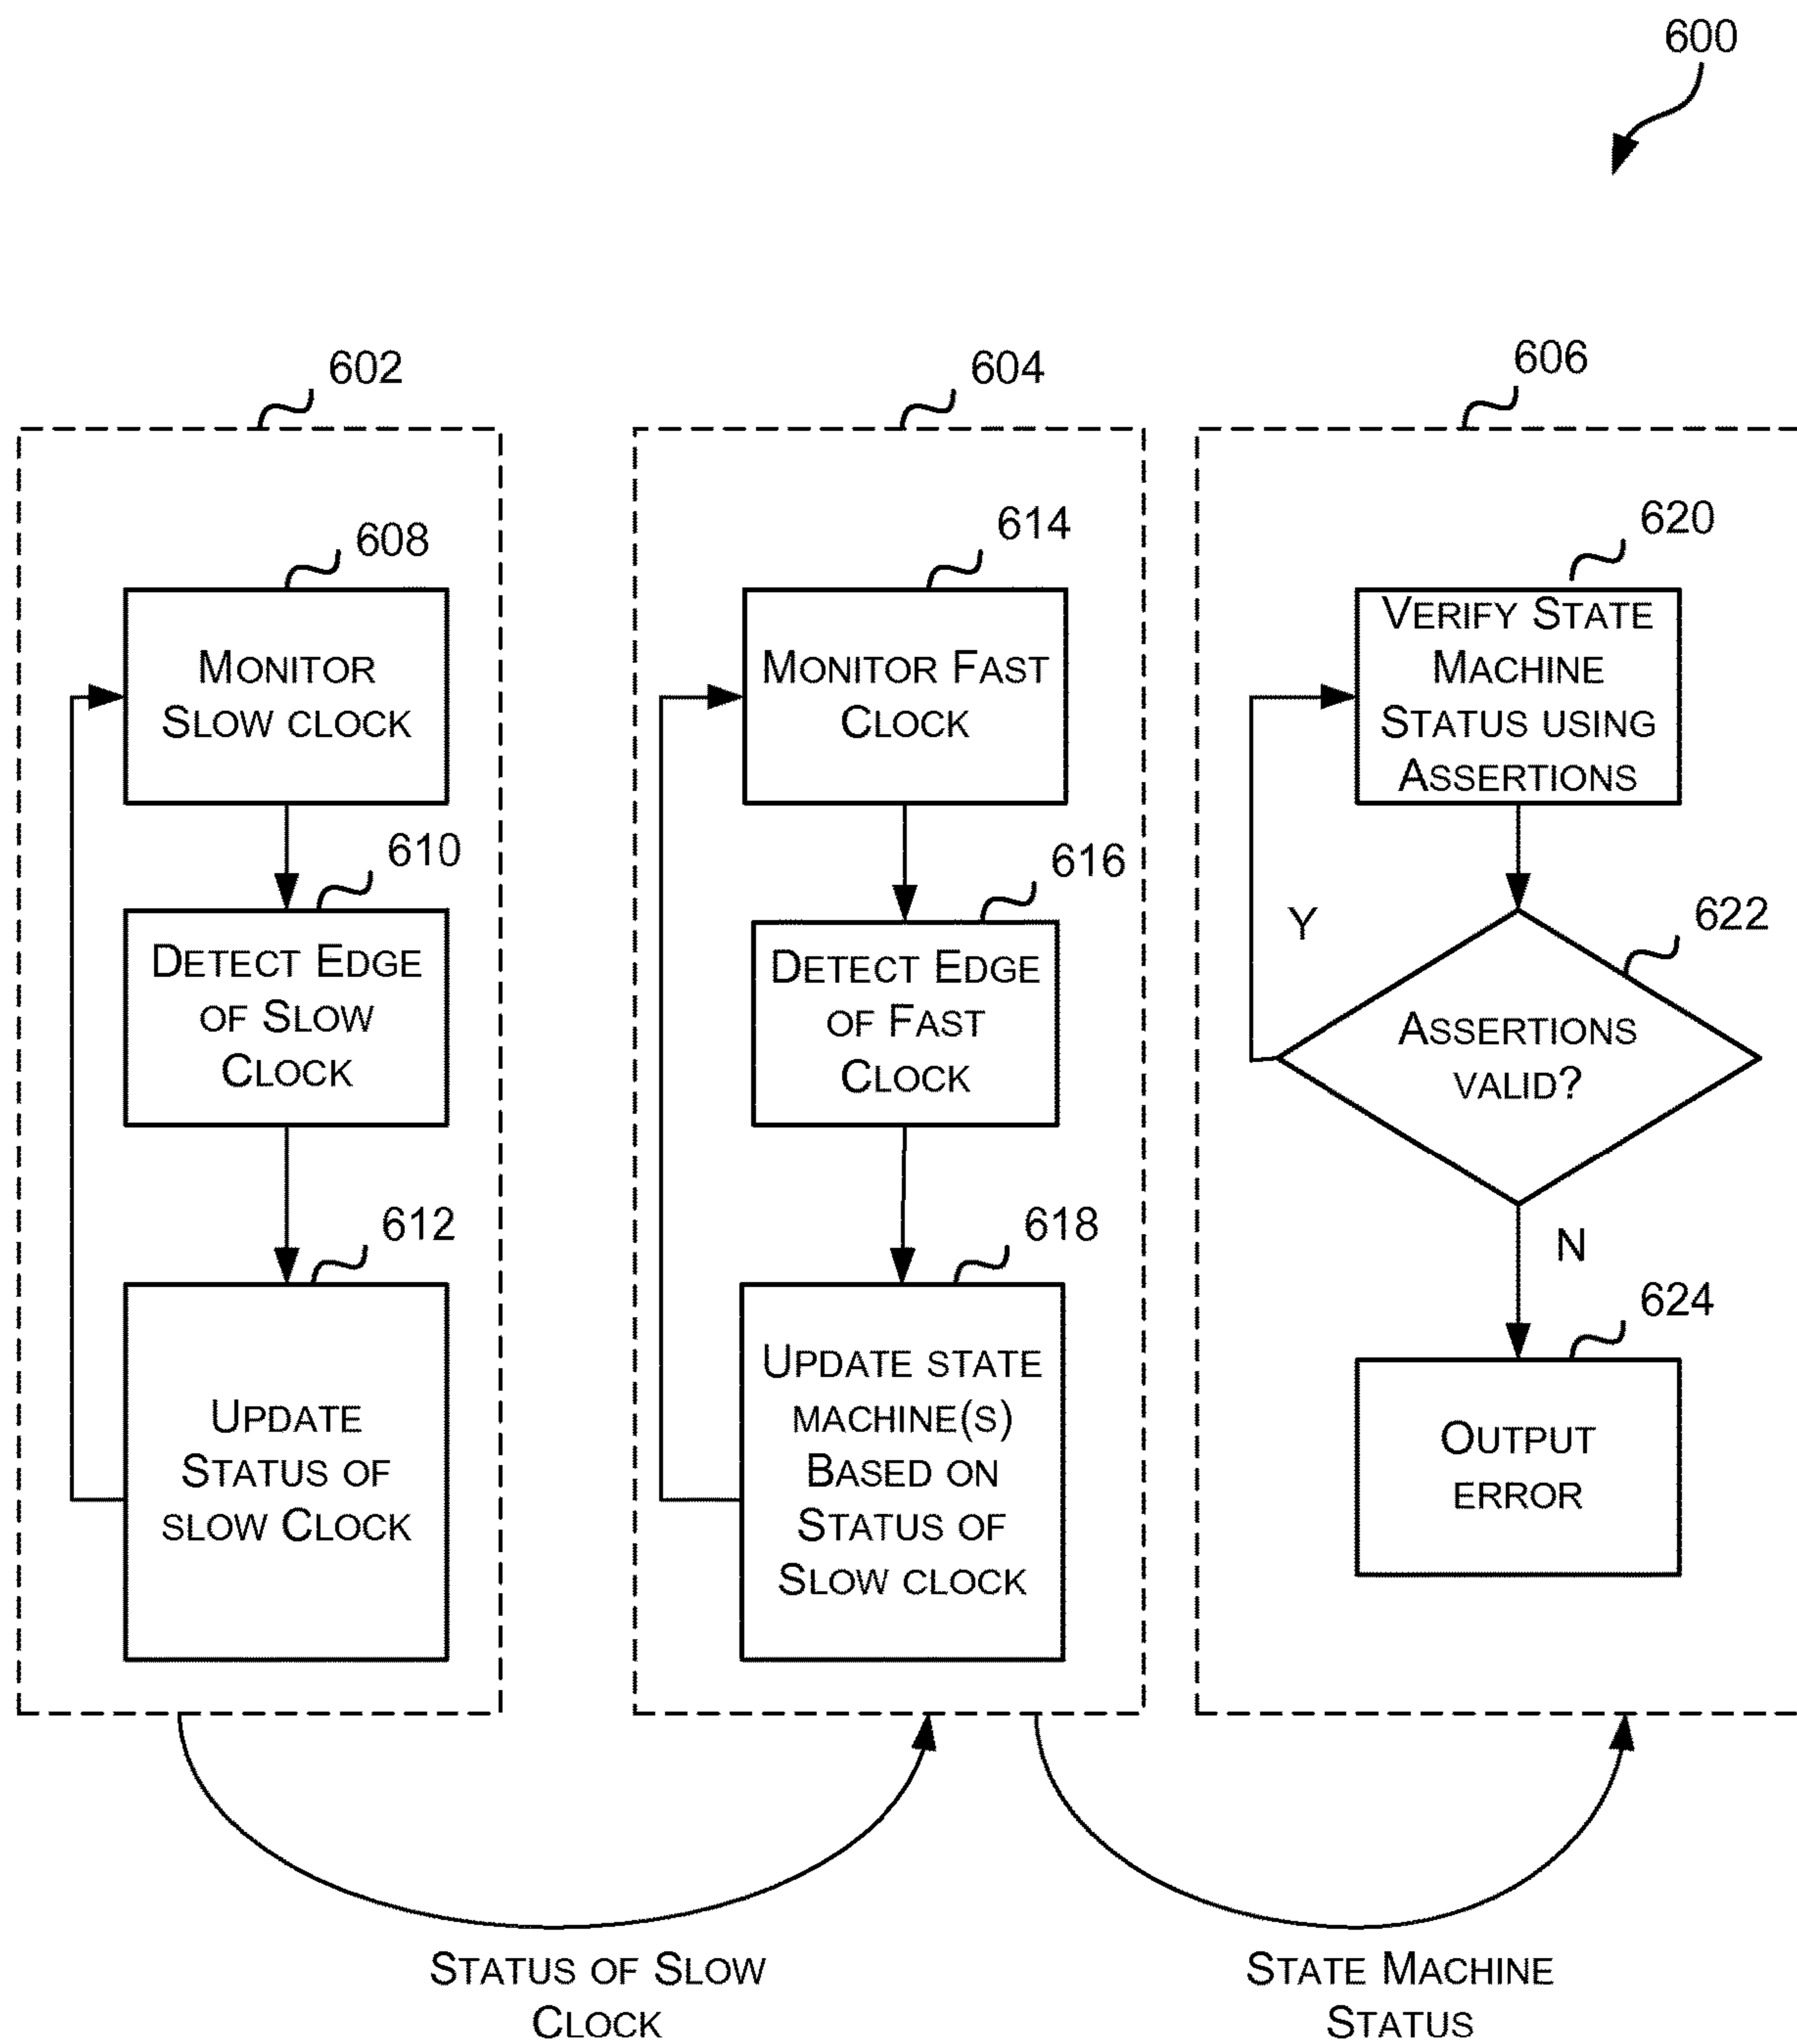 600
602
608
MONITOR
SLOW CLOCK
610
DETECT EDGE
OF SLOW
CLOCK
612
UPDATE
STATUS OF
SLOW CLOCK
604
614
MONITOR FAST
CLOCK
616
DETECT EDGE
OF FAST
CLOCK
618
UPDATE STATE
MACHINE(S)
BASED ON
STATUS OF
SLOW CLOCK
606
620
VERIFY STATE
MACHINE
STATUS USING
ASSERTIONS
Y
622
ASSERTIONS
VALID?
N
624
OUTPUT
ERROR
STATUS OF SLOW
CLOCK
STATE MACHINE
STATUS